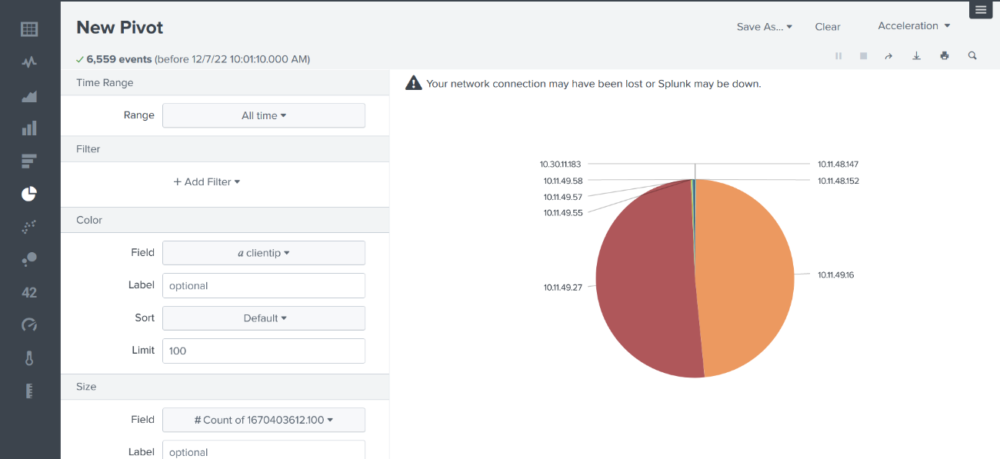 New Pivot
Save As...
Clear
Acceleration
6,559 events (before 12/7/22 10:01:10.000 AM)
Time Range
Range
All time
Filter
+ Add Filter
Color
Field
a clientip
Label
optional
Sort
Default
Limit
100
Size
Field
# Count of 1670403612.100
Label
optional
42
Your network connection may have been lost or Splunk may be down.
10.30.11.183
10.11.49.58
10.11.49.57
10.11.49.55
10.11.49.27
10.11.48.147
10.11.48.152
10.11.49.16